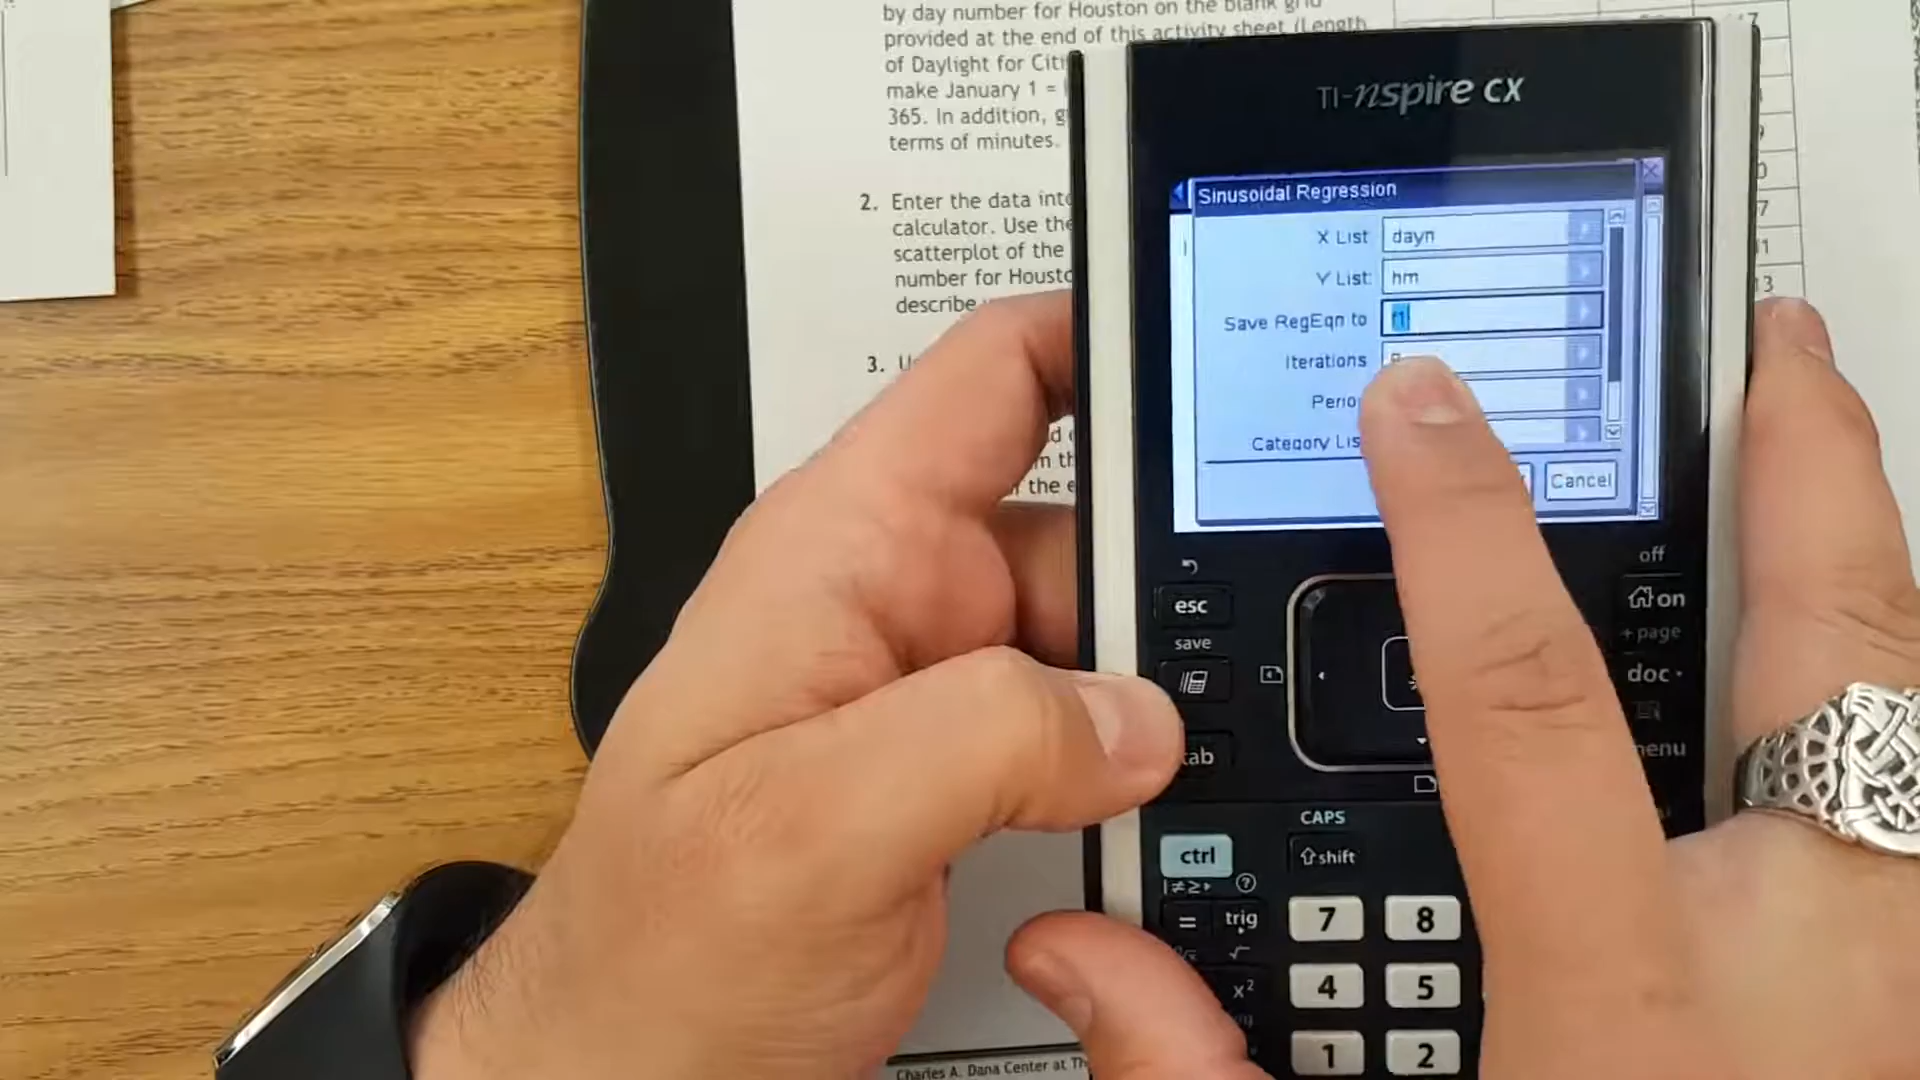 by day number for Houston on the blank grid
provided at the end of this activity sheet (Length
of Daylight for Citi
make January 1 =
365. In addition, g
terms of minutes.
2. Enter the data into
calculator. Use the
scatterplot of the
number for Housto
describe
3.
the e
Charles A. Dana Center at Th
TI-nspire cx
Sinusoidal Regression
X List dayn
Y List: hm
Save RegEqn to f1
Iterations
Perio
Category Lis
Cancel
off
esc
on
save
+ page
doc
tab
menu
CAPS
ctrl
shift
|≠≥▸ ?
= trig 7 8
x² 4 5
1 2